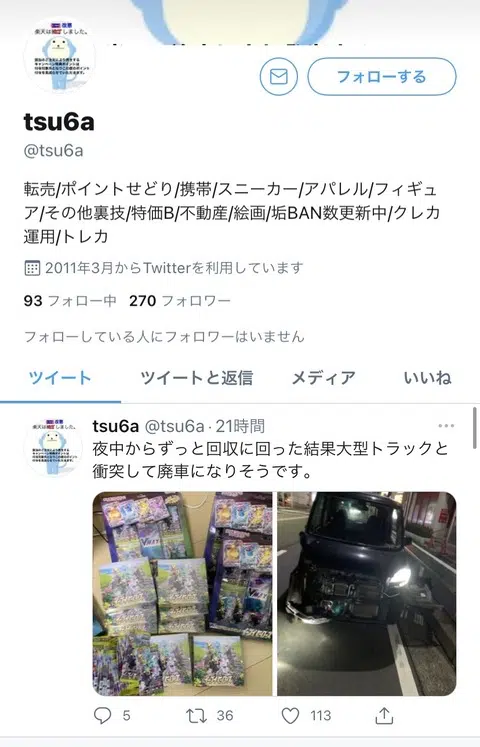 楽天は改悪しました。
フォローする
tsu6a
@tsu6a
転売/ポイントせどり/携帯/スニーカー/アパレル/フィギュ
ア/その他裏技/特価B/不動産/絵画/垢BAN数更新中/クレカ
運用/トレカ
2011年3月からTwitterを利用しています
93 フォロー中 270 フォロワー
フォローしている人にフォロワーはいません
ツイート ツイートと返信 メディア いいね
tsu6a @tsu6a · 21時間
夜中からずっと回収に回った結果大型トラックと
衝突して廃車になりそうです。
5 36 113